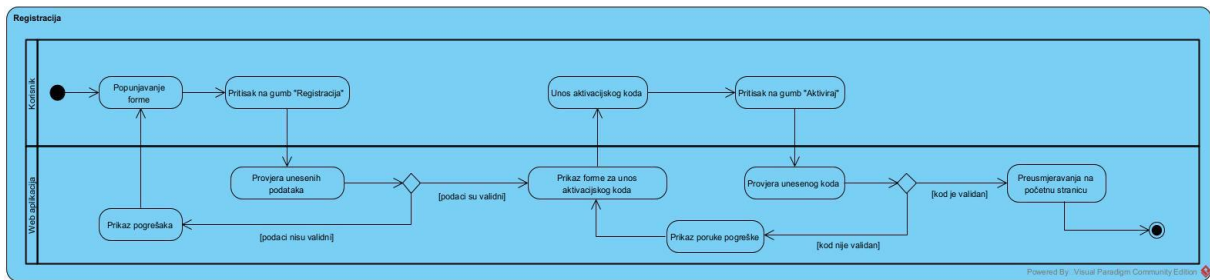 Registracija
Korisnik
Popunjavanje
forme
Pritisak na gumb "Registracija"
Unos aktivacijskog koda
Pritisak na gumb "Aktiviraj"
Web aplikacija
Provjera unesenih
podataka
[podaci su validni]
Prikaz forme za unos
aktivacijskog koda
Provjera unesenog koda
[kod je validan]
Preusmjeravanja na
početnu stranicu
Prikaz pogrešaka
[podaci nisu validni]
Prikaz poruke pogreške
[kod nije validan]
Powered By Visual Paradigm Community Edition